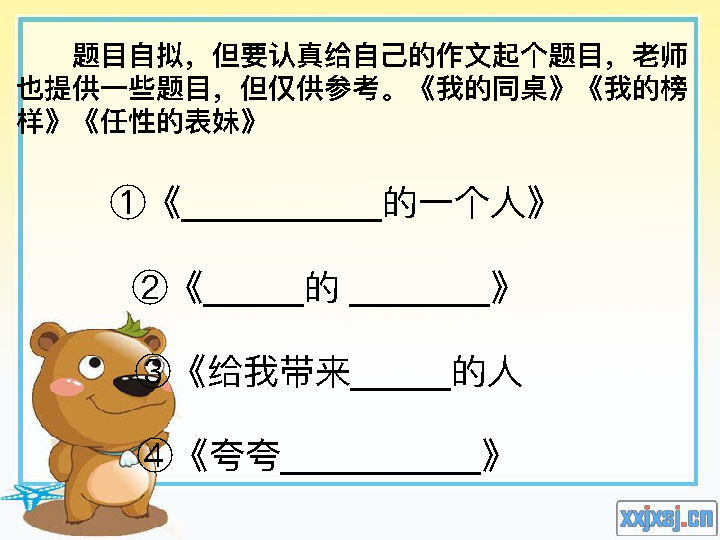 题目自拟，但要认真给自己的作文起个题目，老师
也提供一些题目，但仅供参考。《我的同桌》《我的榜
样》《任性的表妹》
①《__________的一个人》
②《_____的 _______》
③《给我带来_____的人
④《夸夸__________》
xxjxsj.cn